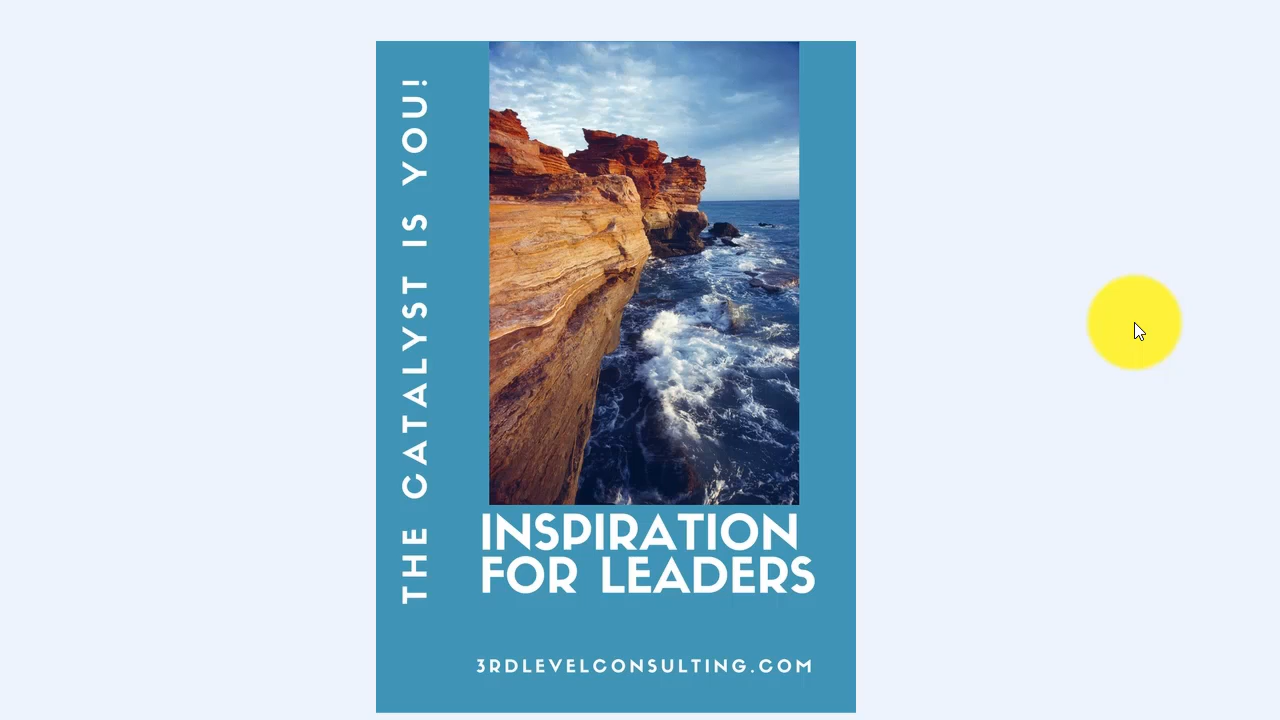 THE CATALYST IS YOU!
INSPIRATION
FOR LEADERS
3RDLEVELCONSULTING.COM